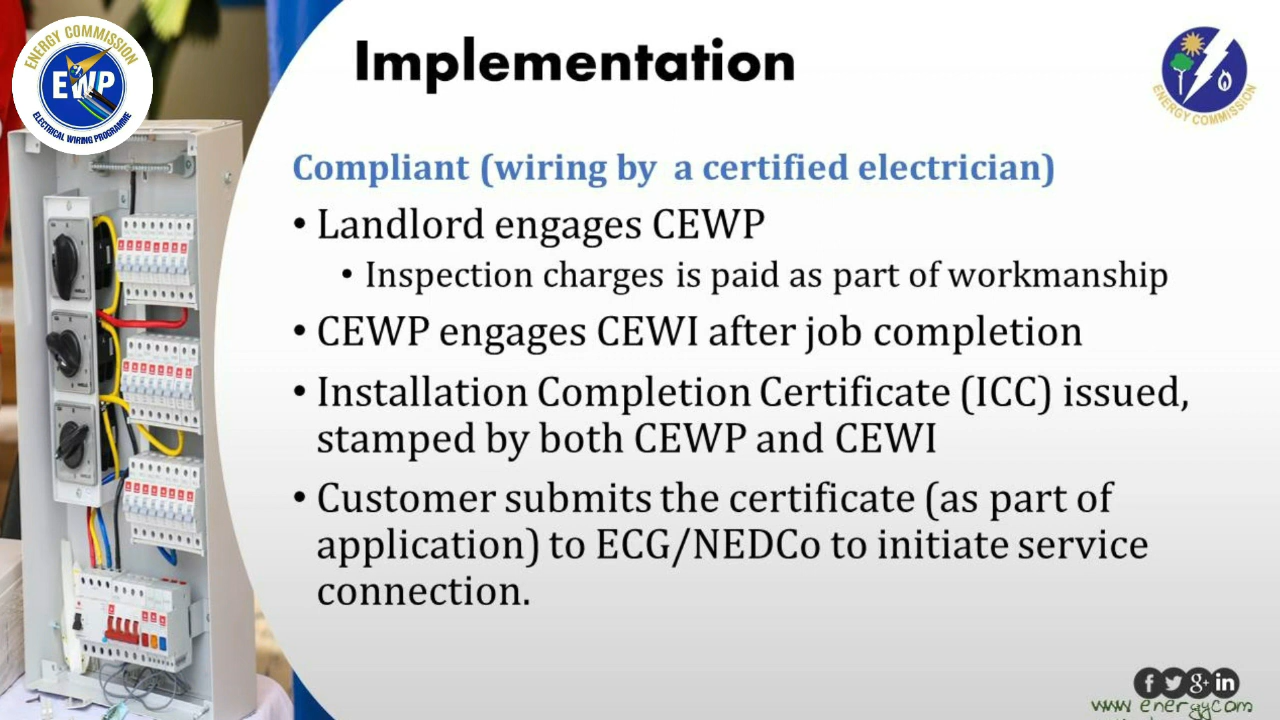 ENERGY COMMISSION
EWP
ELECTRICAL WIRING PROGRAMME
Implementation
ENERGY COMMISSION
Compliant (wiring by a certified electrician)
• Landlord engages CEWP
• Inspection charges is paid as part of workmanship
• CEWP engages CEWI after job completion
• Installation Completion Certificate (ICC) issued,
stamped by both CEWP and CEWI
• Customer submits the certificate (as part of
application) to ECG/NEDCo to initiate service
connection.
www.energycom